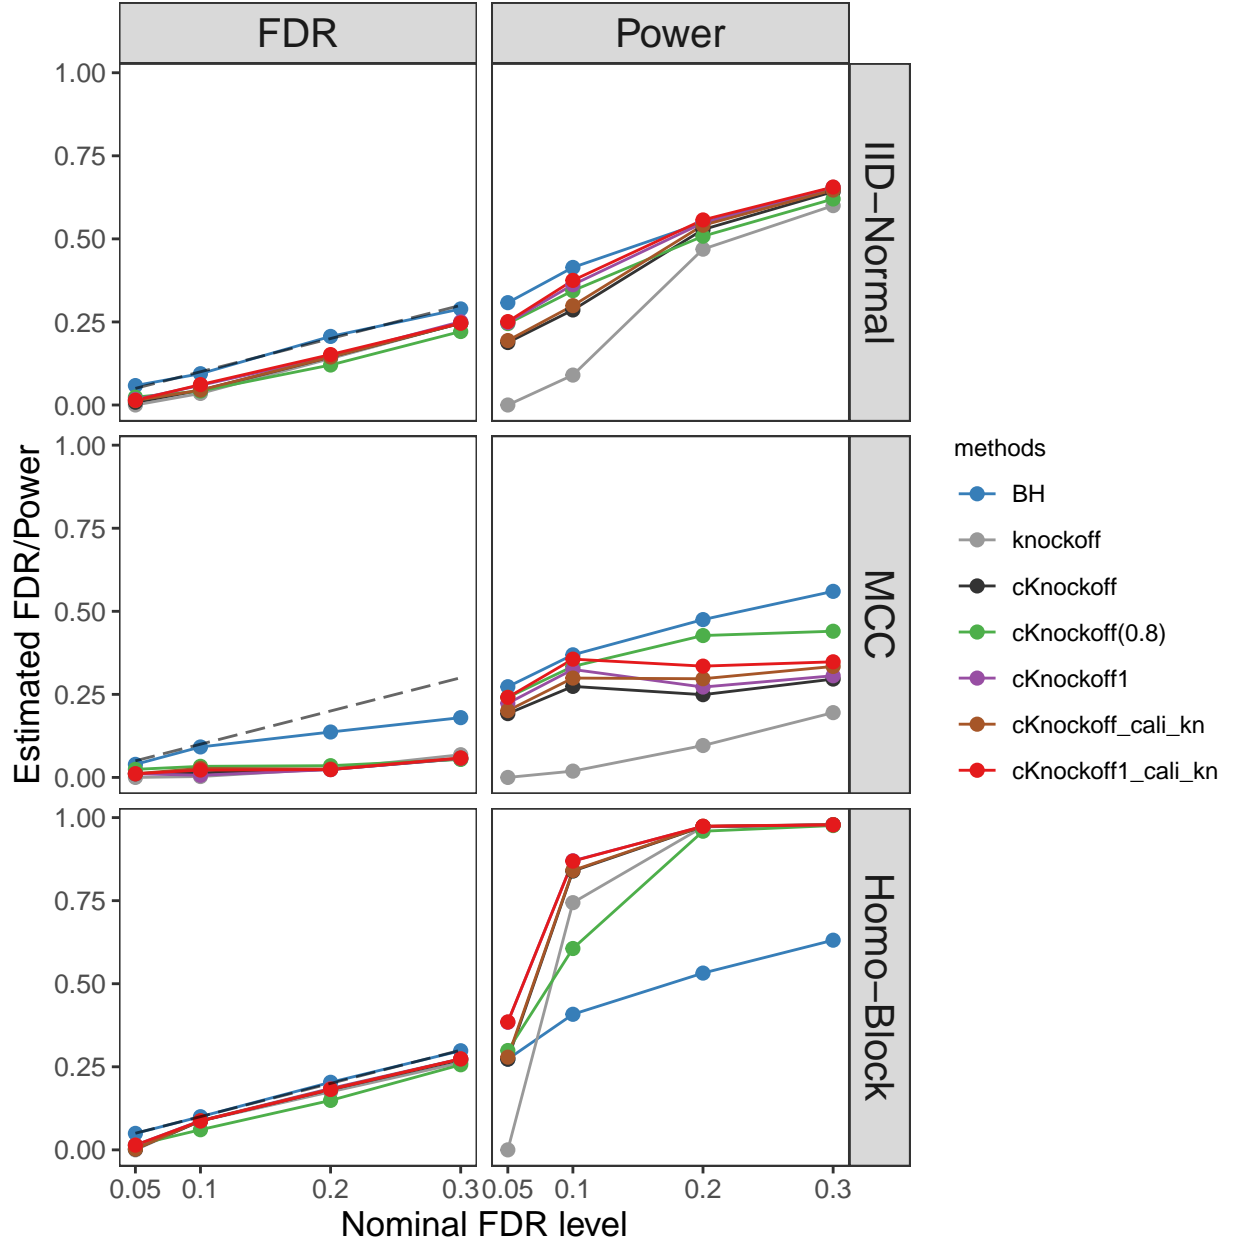 FDR
Power
1.00
0.75
0.50
0.25
0.00
IID−Normal
1.00
0.75
0.50
0.25
0.00
MCC
1.00
0.75
0.50
0.25
0.00
Homo−Block
Estimated FDR/Power
0.05 0.1 0.2 0.3
0.05 0.1 0.2 0.3
Nominal FDR level
methods
BH
knockoff
cKnockoff
cKnockoff(0.8)
cKnockoff1
cKnockoff_cali_kn
cKnockoff1_cali_kn